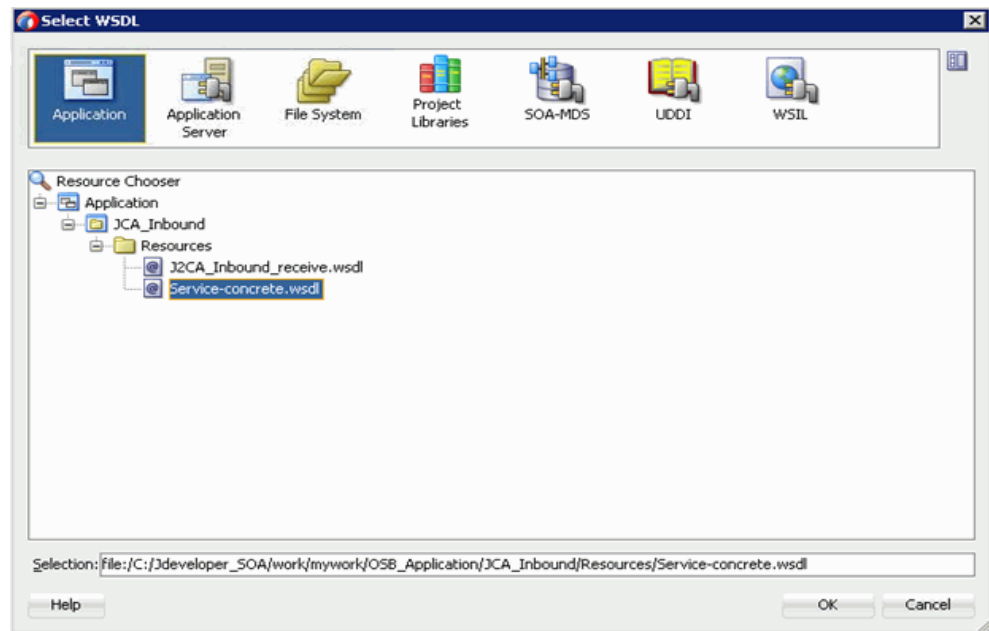 Select WSDL
Application
Application Server
File System
Project Libraries
SOA-MDS
UDDI
WSIL
Resource Chooser
Application
JCA_Inbound
Resources
J2CA_Inbound_receive.wsdl
Service-concrete.wsdl
Selection: file:/C:/Jdeveloper_SOA/work/mywork/OSB_Application/JCA_Inbound/Resources/Service-concrete.wsdl
Help
OK
Cancel